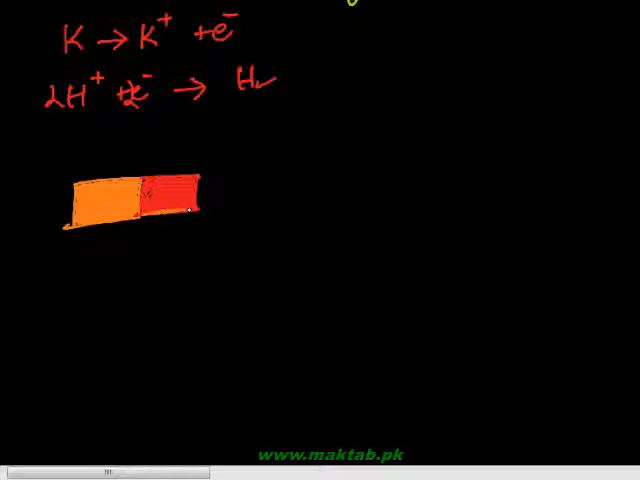 K → K⁺ + e⁻
2H⁺ + 2e⁻ → H₂
www.maktab.pk